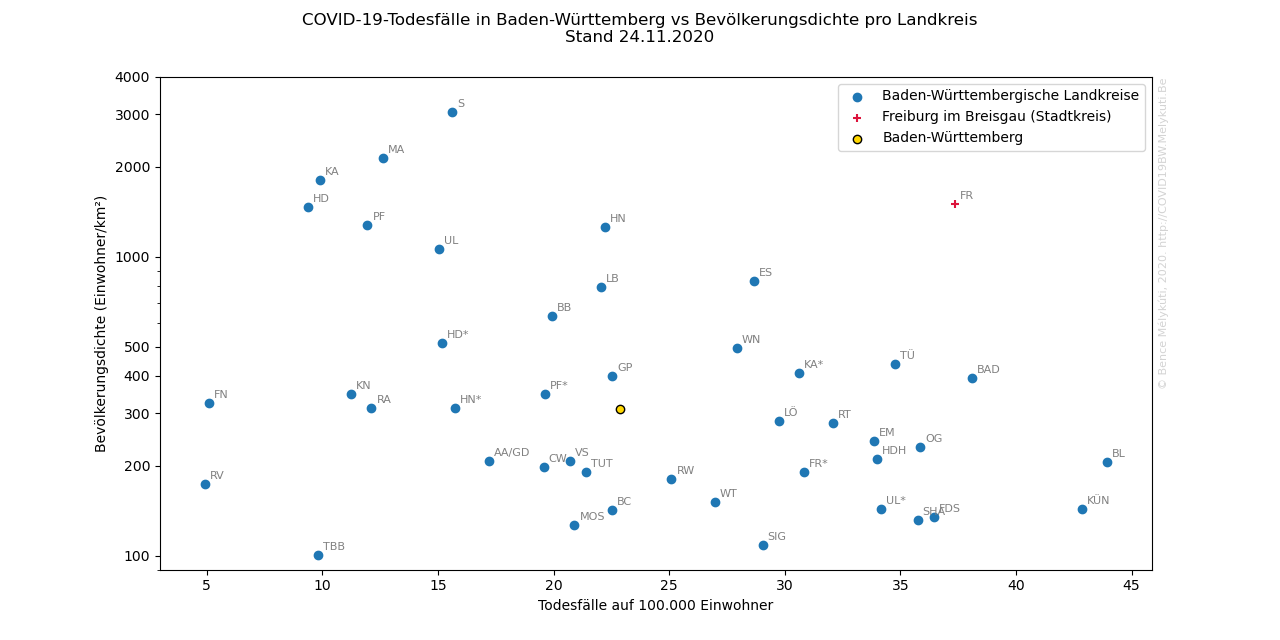 COVID-19-Todesfälle in Baden-Württemberg vs Bevölkerungsdichte pro Landkreis
Stand 24.11.2020
Baden-Württembergische Landkreise
Freiburg im Breisgau (Stadtkreis)
Baden-Württemberg
4000
3000
2000
1000
500
400
300
200
100
Bevölkerungsdichte (Einwohner/km²)
S
MA
KA
HD
PF
UL
HN
FR
LB
ES
BB
HD*
WN
TÜ
GP
KA*
BAD
FN
KN
RA
PF*
HN*
LÖ
RT
EM
OG
HDH
AA/GD
CW
VS
TUT
BL
RV
RW
FR*
WT
BC
UL*
KÜN
MOS
SHA
FDS
SIG
TBB
5
10
15
20
25
30
35
40
45
Todesfälle auf 100.000 Einwohner
© Bence Mélykúti, 2020. http://COVID19BW.Melykuti.Be